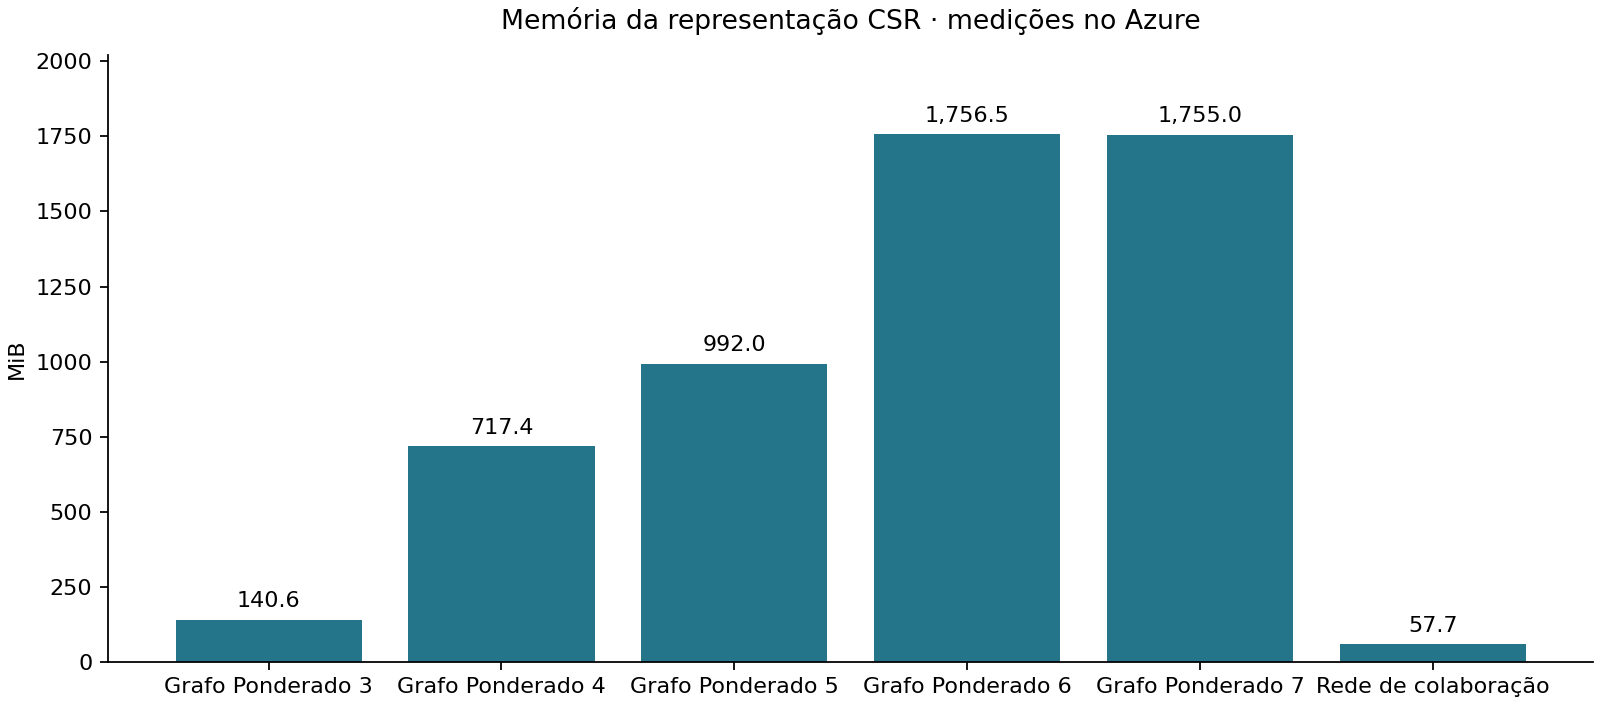 Memória da representação CSR · medições no Azure
MiB
2000
1750
1500
1250
1000
750
500
250
0
140.6
717.4
992.0
1,756.5
1,755.0
57.7
Grafo Ponderado 3
Grafo Ponderado 4
Grafo Ponderado 5
Grafo Ponderado 6
Grafo Ponderado 7
Rede de colaboração